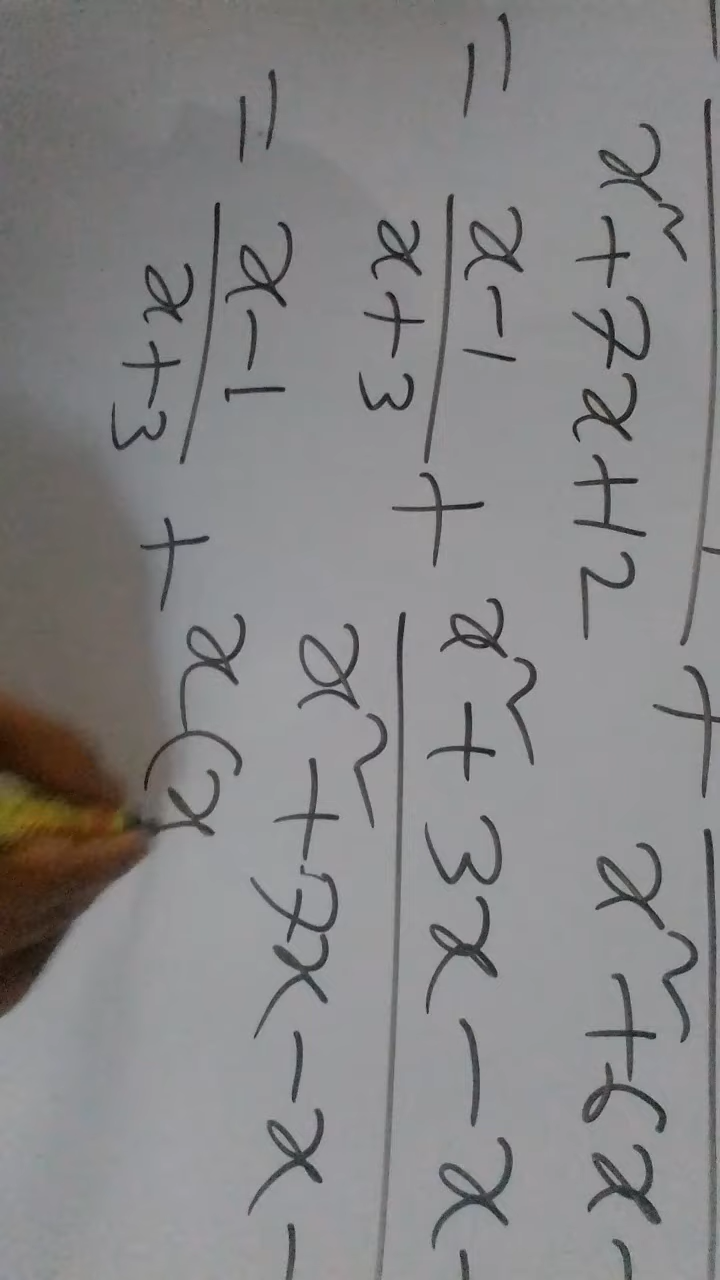 x² + 7x + 12 + x² + 6x -
= x - 1 / x + 3 + x² + 3x - x - / x² + 7x - x -
= x - 1 / x + 3 + x(x